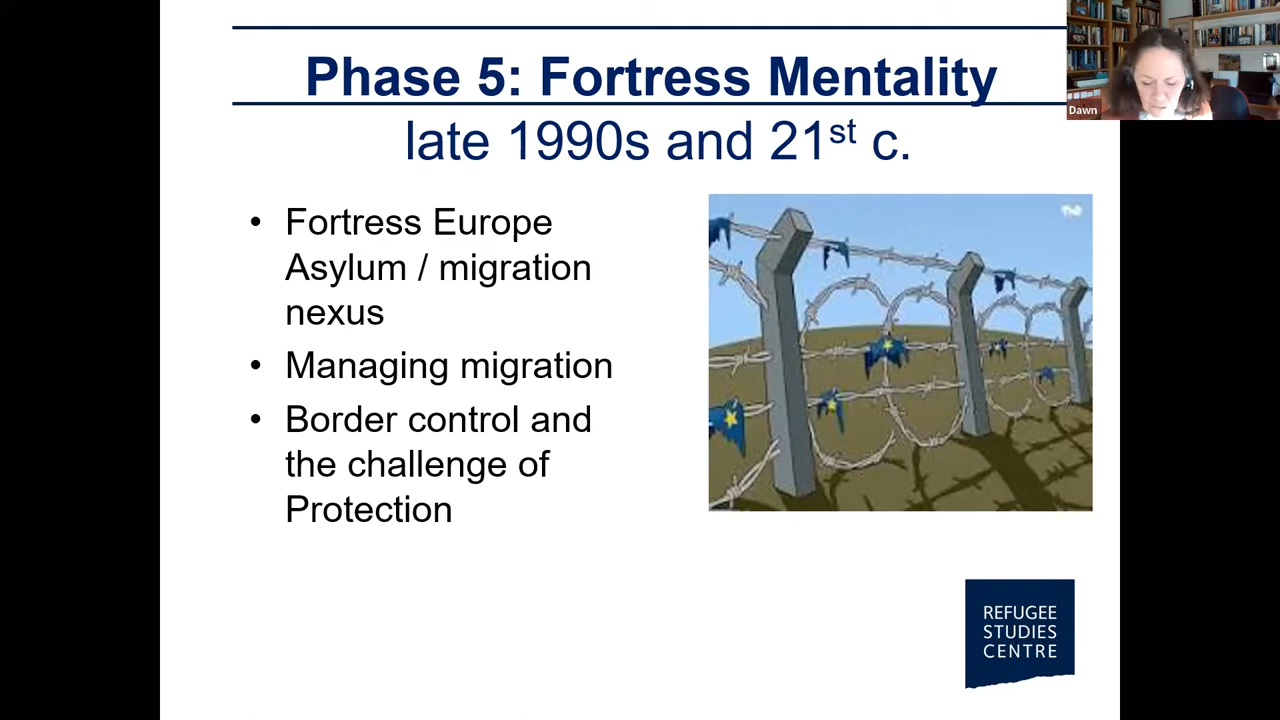 Phase 5: Fortress Mentality
late 1990s and 21st c.
Dawn
• Fortress Europe
Asylum / migration
nexus
• Managing migration
• Border control and
the challenge of
Protection
REFUGEE
STUDIES
CENTRE